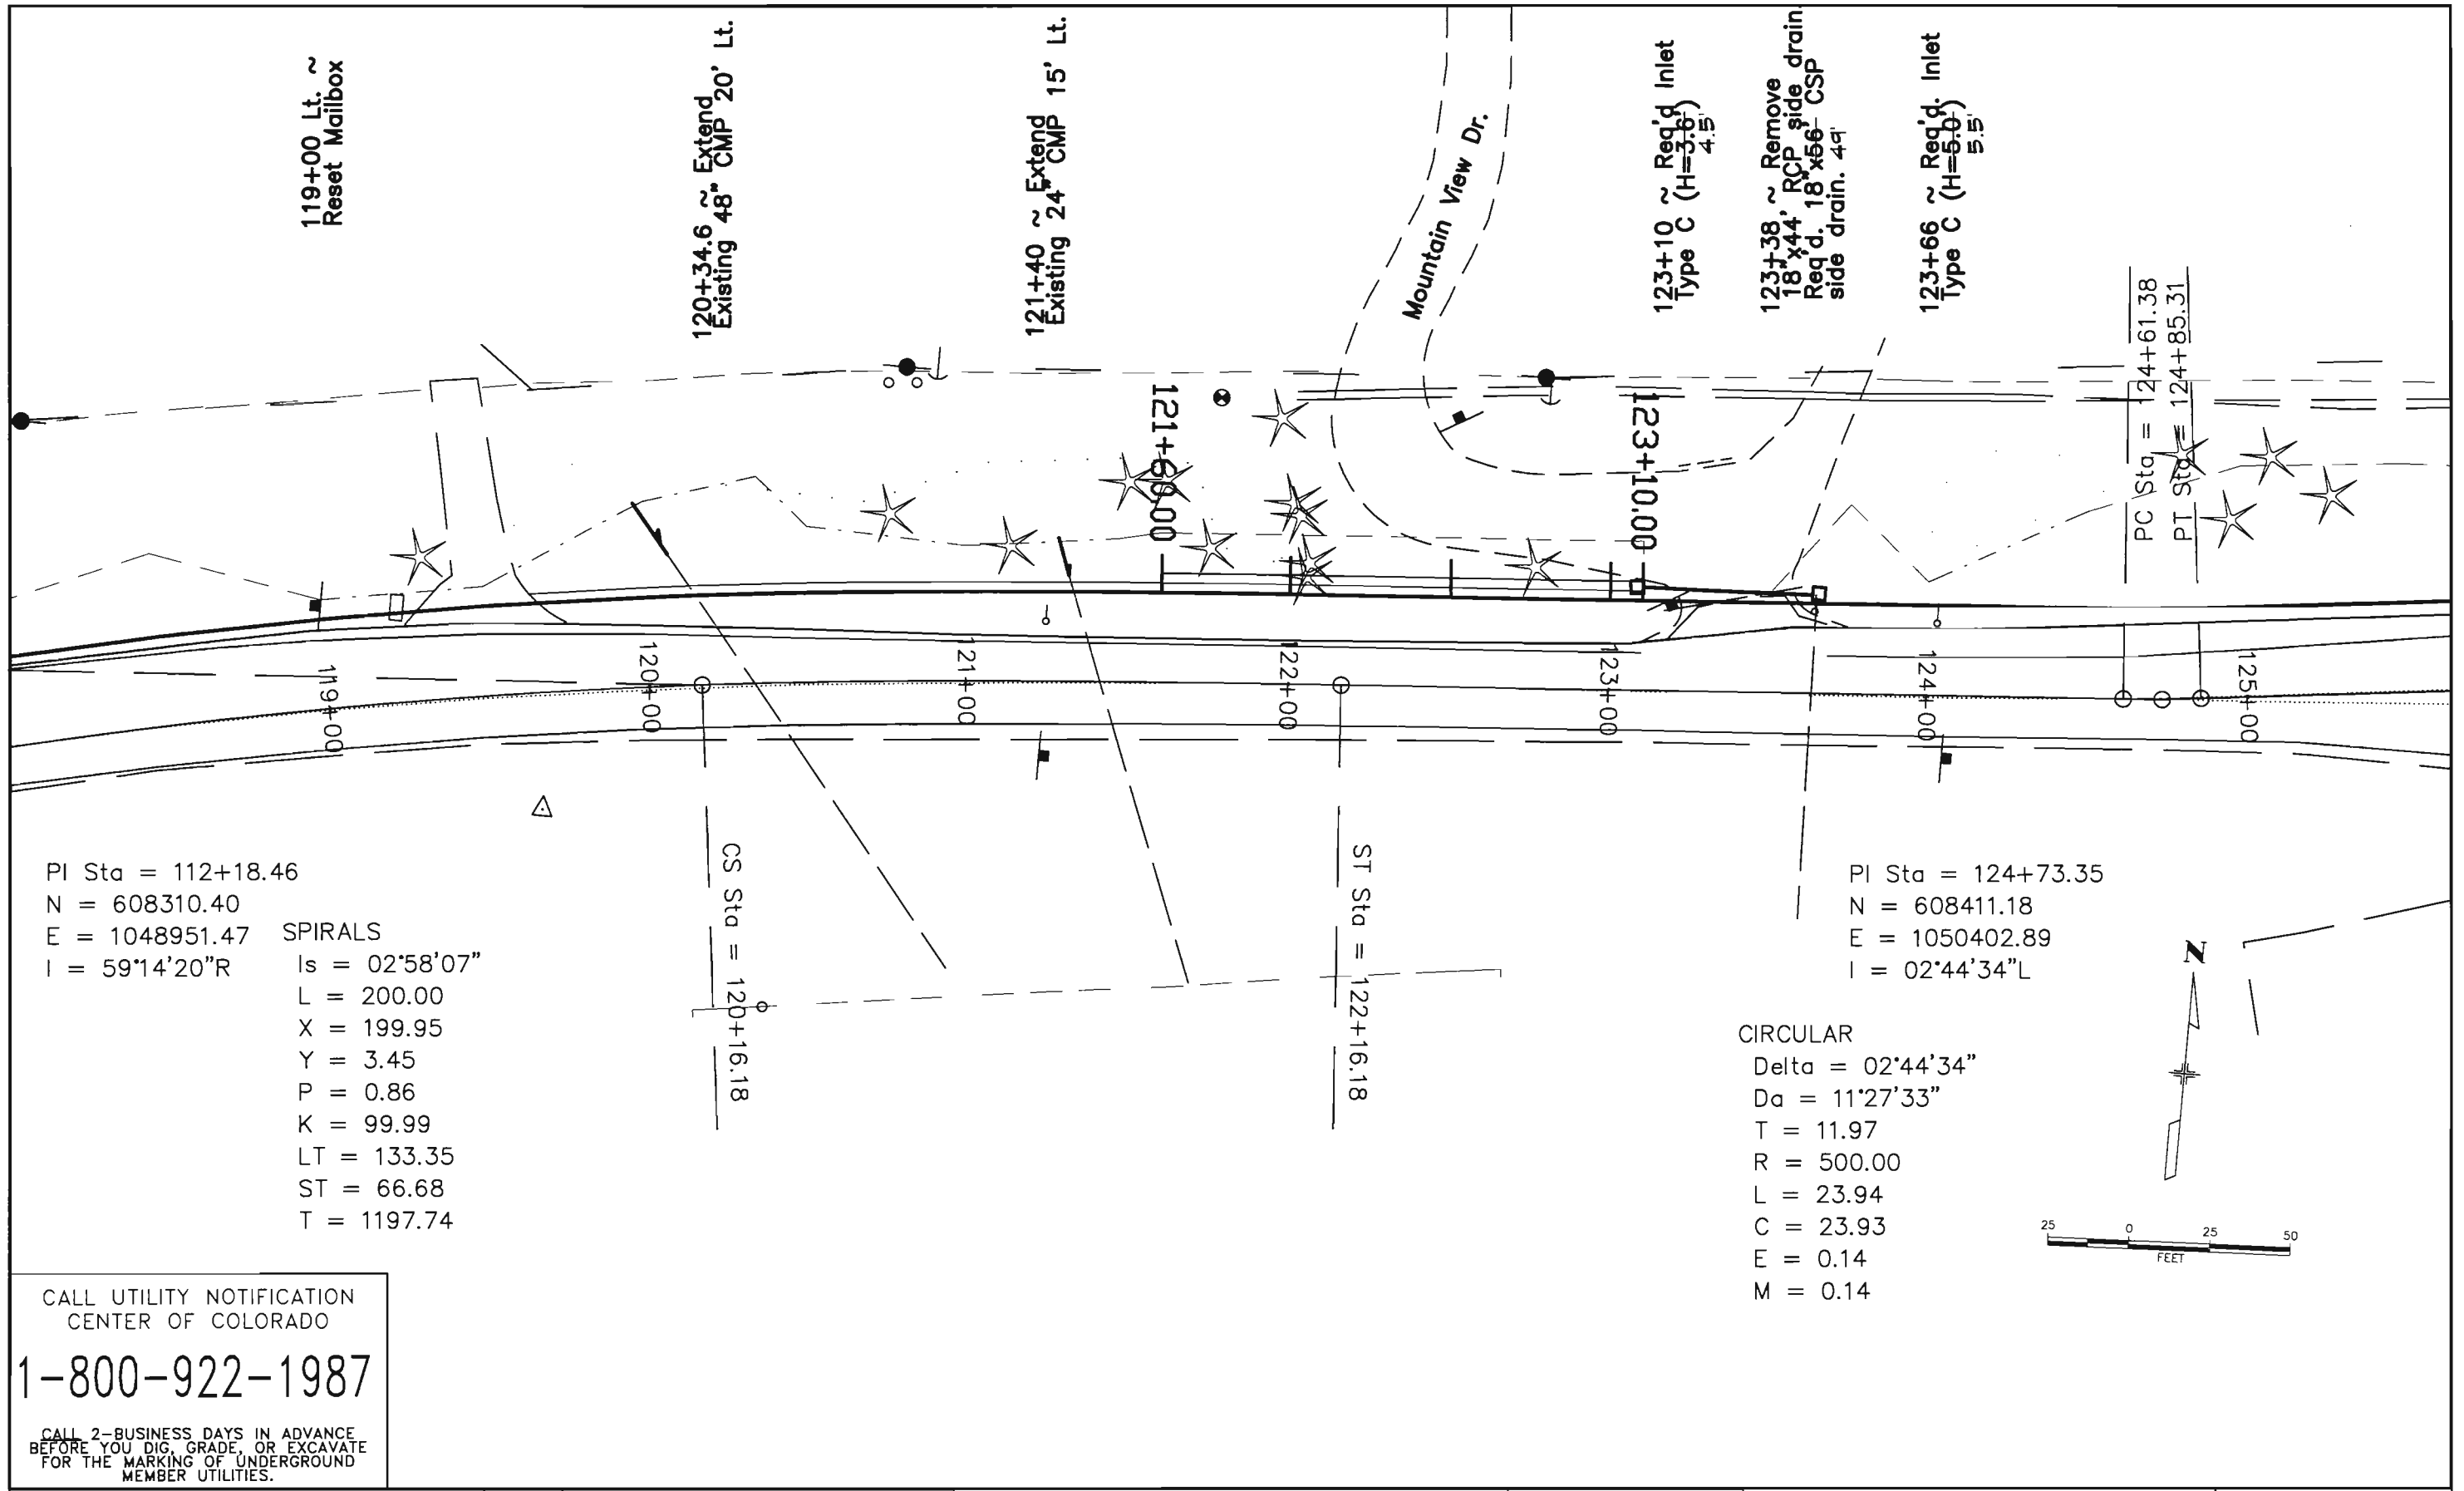 119+00 Lt. ~
Reset Mailbox
120+34.6 ~ Extend
Existing 48" CMP 20' Lt.
121+40 ~ Extend
Existing 24" CMP 15' Lt.
Mountain View Dr.
123+10 ~ Req'd Inlet
Type C (H=3.6')
4.5'
123+38 ~ Remove
18"x44' RCP side drain.
Req'd. 18"x56' CSP
side drain. 49'
123+66 ~ Req'd. Inlet
Type C (H=5.0')
5.5'
PC Sta = 124+61.38
PT Sta = 124+85.31
121+60.00
123+10.00
119+00
120+00
121+00
122+00
123+00
124+00
125+00
CS Sta = 120+16.18
ST Sta = 122+16.18
PI Sta = 112+18.46
N = 608310.40
E = 1048951.47
I = 59°14'20"R
SPIRALS
Is = 02°58'07"
L = 200.00
X = 199.95
Y = 3.45
P = 0.86
K = 99.99
LT = 133.35
ST = 66.68
T = 1197.74
PI Sta = 124+73.35
N = 608411.18
E = 1050402.89
I = 02°44'34"L
CIRCULAR
Delta = 02°44'34"
Da = 11°27'33"
T = 11.97
R = 500.00
L = 23.94
C = 23.93
E = 0.14
M = 0.14
N
25 0 25 50
FEET
CALL UTILITY NOTIFICATION
CENTER OF COLORADO
1-800-922-1987
CALL 2-BUSINESS DAYS IN ADVANCE
BEFORE YOU DIG, GRADE, OR EXCAVATE
FOR THE MARKING OF UNDERGROUND
MEMBER UTILITIES.